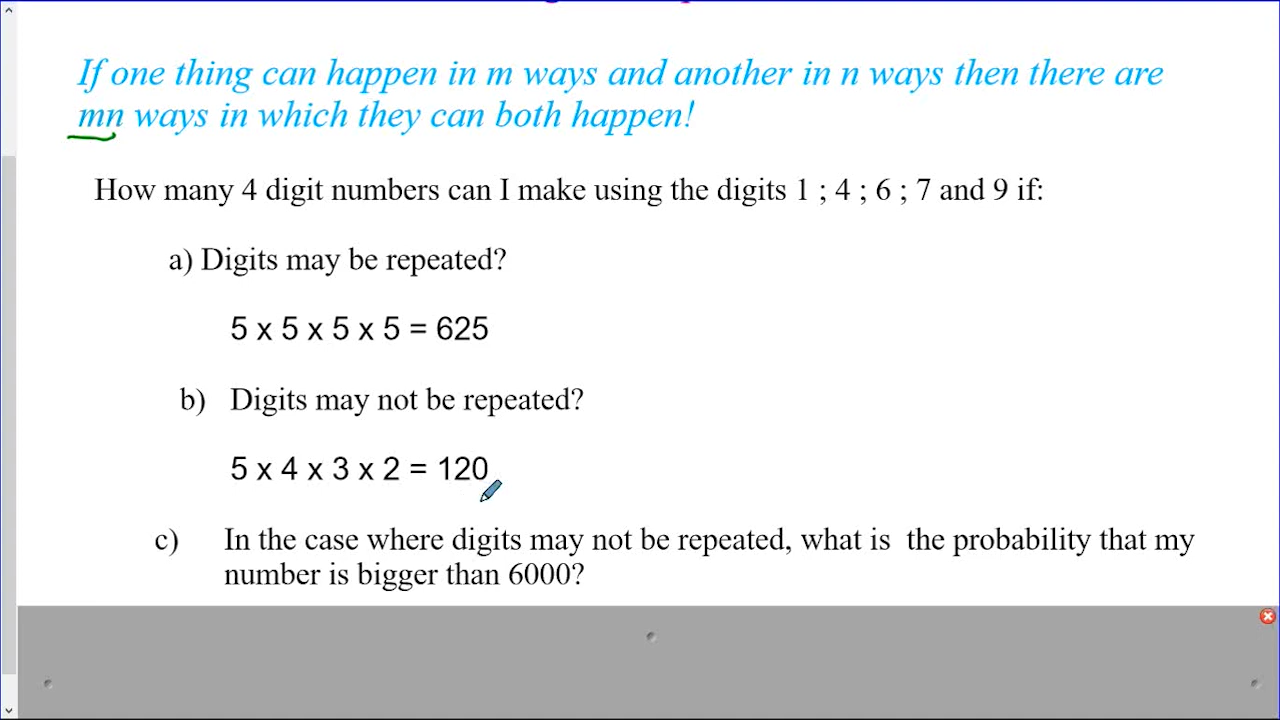 If one thing can happen in m ways and another in n ways then there are
mn ways in which they can both happen!
How many 4 digit numbers can I make using the digits 1 ; 4 ; 6 ; 7 and 9 if:
a) Digits may be repeated?
5 x 5 x 5 x 5 = 625
b) Digits may not be repeated?
5 x 4 x 3 x 2 = 120
c) In the case where digits may not be repeated, what is the probability that my
number is bigger than 6000?